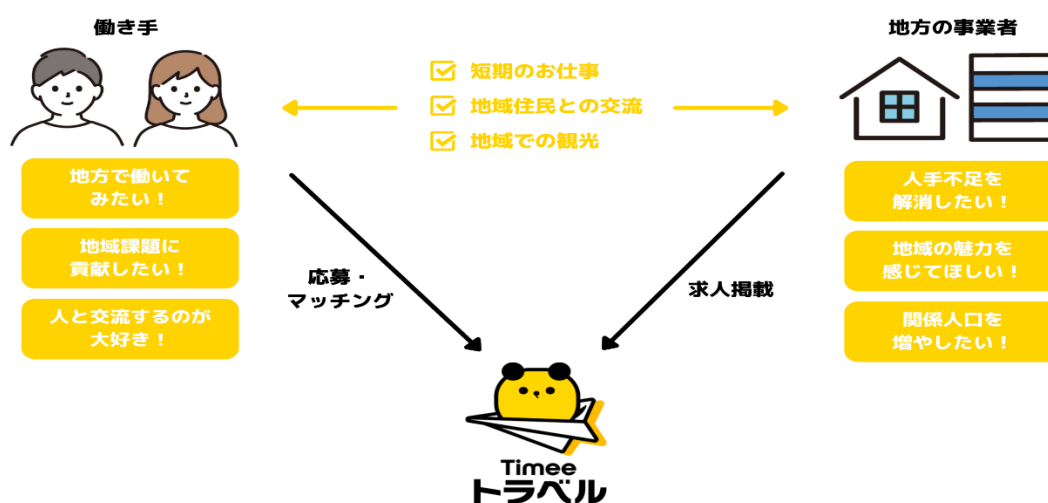 働き手
地方の事業者
短期のお仕事
地域住民との交流
地域での観光
地方で働いて
みたい！
地域課題に
貢献したい！
人と交流するのが
大好き！
人手不足を
解消したい！
地域の魅力を
感じてほしい！
関係人口を
増やしたい！
応募・
マッチング
求人掲載
Timee
トラベル